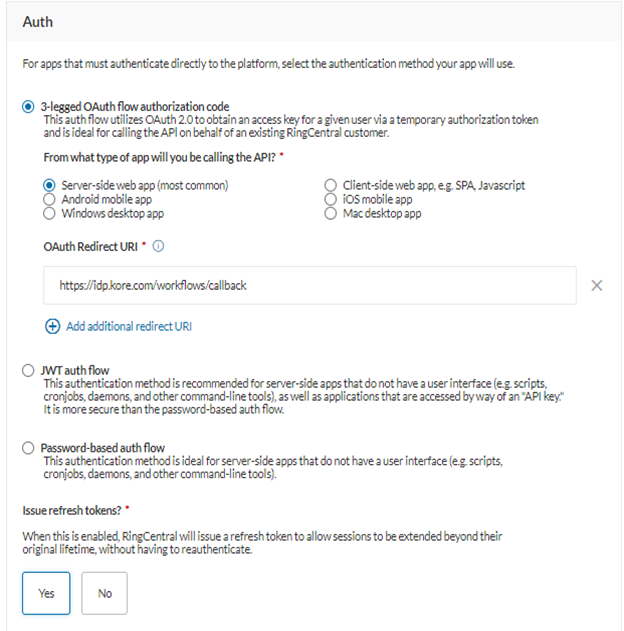 Auth
For apps that must authenticate directly to the platform, select the authentication method your app will use.
3-legged OAuth flow authorization code
This auth flow utilizes OAuth 2.0 to obtain an access key for a given user via a temporary authorization token
and is ideal for calling the API on behalf of an existing RingCentral customer.
From what type of app will you be calling the API? *
Server-side web app (most common)
Client-side web app, e.g. SPA, Javascript
Android mobile app
iOS mobile app
Windows desktop app
Mac desktop app
OAuth Redirect URI *
https://idp.kore.com/workflows/callback
Add additional redirect URI
JWT auth flow
This authentication method is recommended for server-side apps that do not have a user interface (e.g. scripts,
cronjobs, daemons, and other command-line tools), as well as applications that are accessed by way of an "API key."
It is more secure than the password-based auth flow.
Password-based auth flow
This authentication method is ideal for server-side apps that do not have a user interface (e.g. scripts,
cronjobs, daemons, and other command-line tools).
Issue refresh tokens? *
When this is enabled, RingCentral will issue a refresh token to allow sessions to be extended beyond their
original lifetime, without having to reauthenticate.
Yes
No